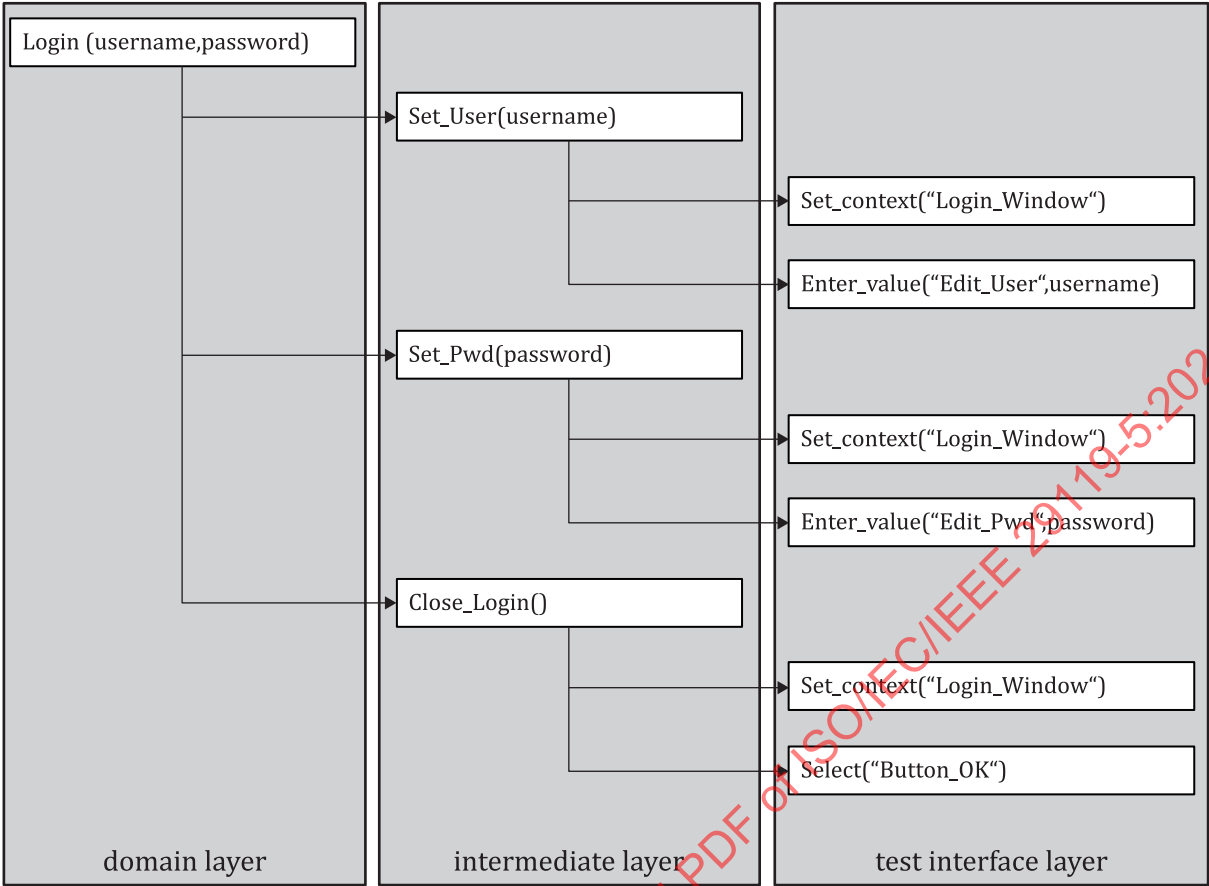 Login (username,password)
Set_User(username)
Set_context(“Login_Window“)
Enter_value(“Edit_User“,username)
Set_Pwd(password)
Set_context(“Login_Window“)
Enter_value(“Edit_Pwd“,password)
Close_Login()
Set_context(“Login_Window“)
Select(“Button_OK“)
domain layer
intermediate layer
test interface layer
PDF of ISO/IEC/IEEE 29119-5:202